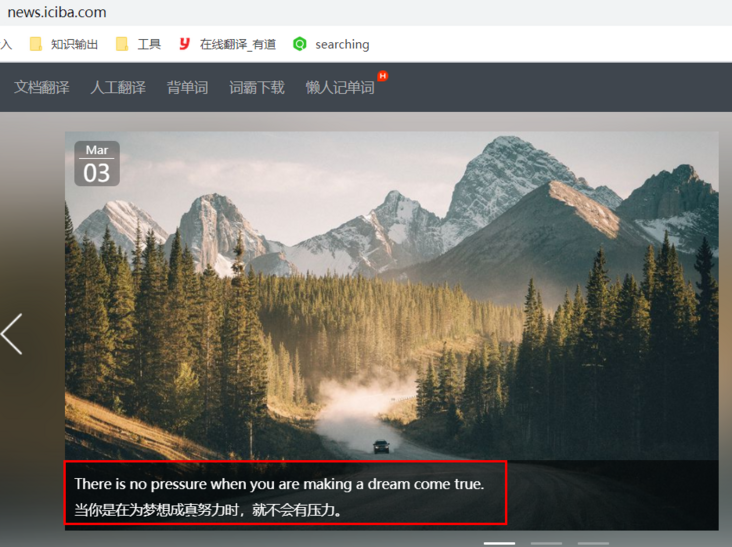 news.iciba.com
入 知识输出 工具 在线翻译_有道 searching
文档翻译 人工翻译 背单词 词霸下载 懒人记单词 H
Mar
03
There is no pressure when you are making a dream come true.
当你是在为梦想成真努力时，就不会有压力。